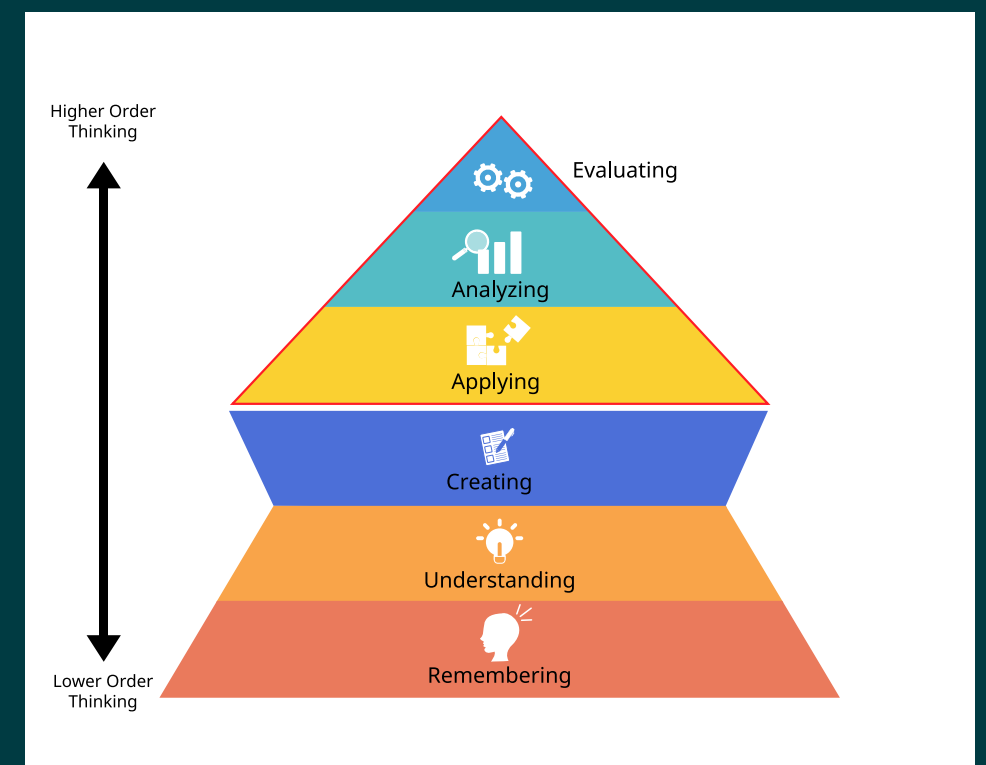 Higher Order
Thinking
Evaluating
Analyzing
Applying
Creating
Understanding
Remembering
Lower Order
Thinking